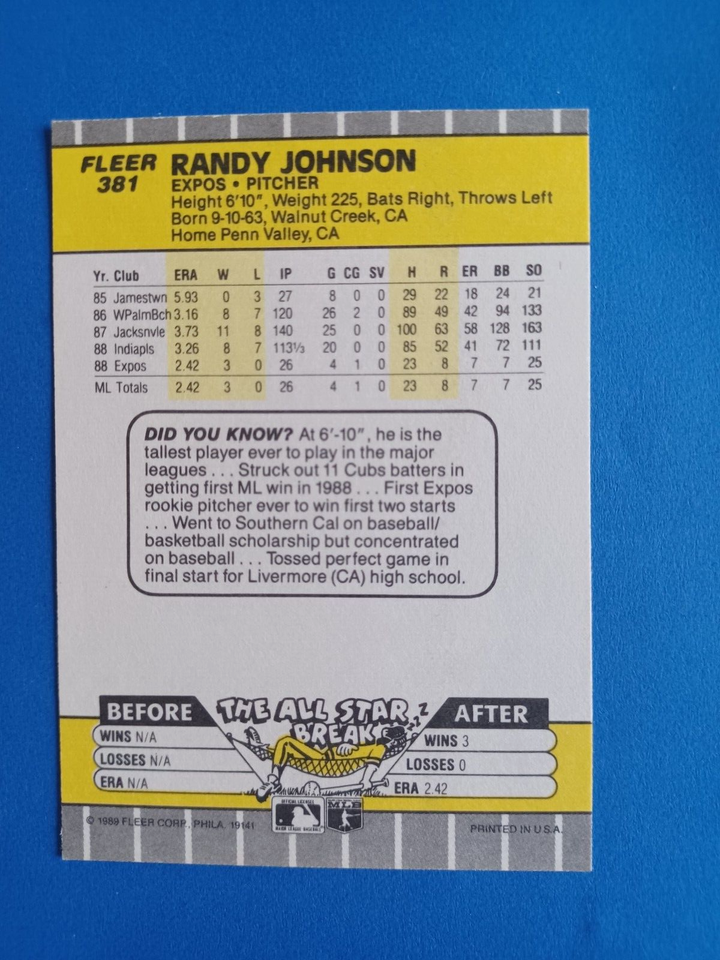 FLEER
381
RANDY JOHNSON
EXPOS • PITCHER
Height 6'10", Weight 225, Bats Right, Throws Left
Born 9-10-63, Walnut Creek, CA
Home Penn Valley, CA
Yr. Club ERA W L IP G CG SV H R ER BB SO
85 Jamestwn 5.93 0 3 27 8 0 0 29 22 18 24 21
86 WPalmBch 3.16 8 7 120 26 2 0 89 49 42 94 133
87 Jacksnvle 3.73 11 8 140 25 0 0 100 63 58 128 163
88 Indiapls 3.26 8 7 113⅓ 20 0 0 85 52 41 72 111
88 Expos 2.42 3 0 26 4 1 0 23 8 7 7 25
ML Totals 2.42 3 0 26 4 1 0 23 8 7 7 25
DID YOU KNOW? At 6'-10", he is the
tallest player ever to play in the major
leagues . . . Struck out 11 Cubs batters in
getting first ML win in 1988 . . . First Expos
rookie pitcher ever to win first two starts
. . . Went to Southern Cal on baseball/
basketball scholarship but concentrated
on baseball . . . Tossed perfect game in
final start for Livermore (CA) high school.
BEFORE
THE ALL STAR
BREAK
ZZZZ
AFTER
WINS N/A
LOSSES N/A
ERA N/A
WINS 3
LOSSES 0
ERA 2.42
© 1989 FLEER CORP., PHILA. 19141
OFFICIAL LICENSEE
MAJOR LEAGUE BASEBALL
PRINTED IN U.S.A.